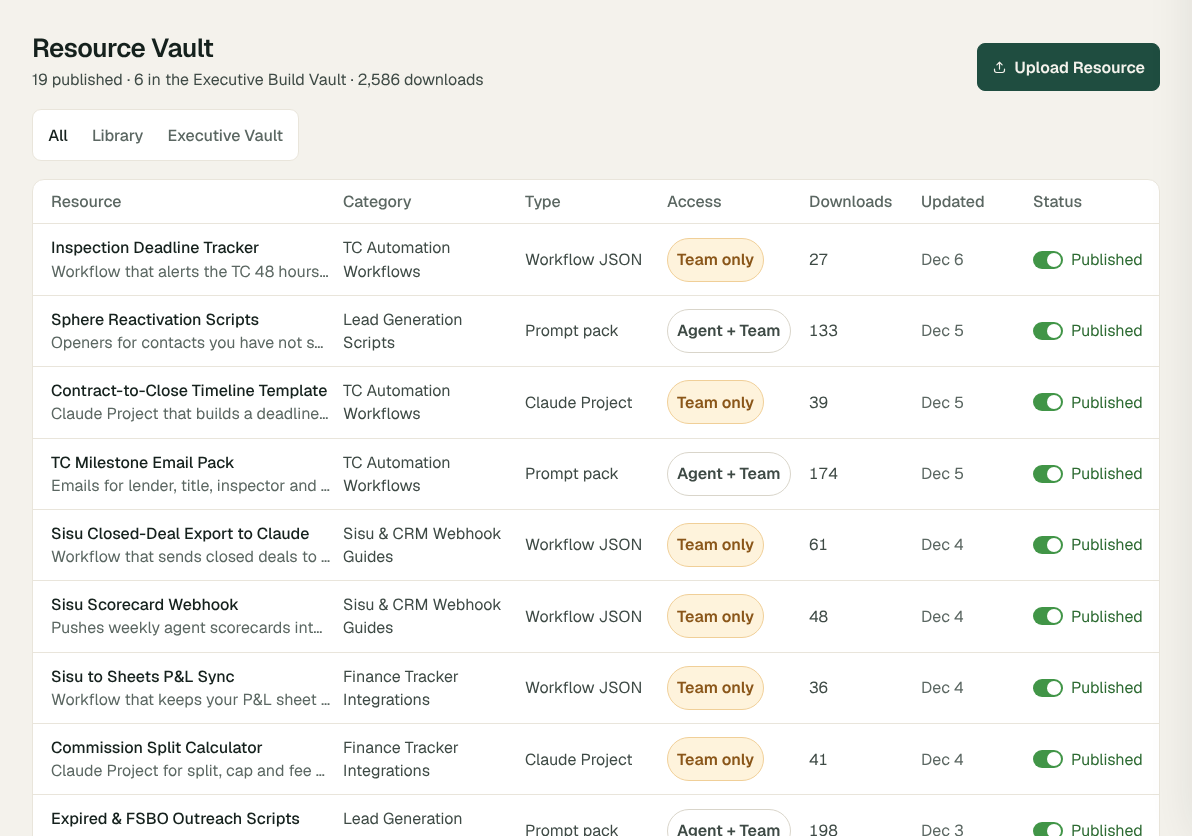 Resource Vault
19 published · 6 in the Executive Build Vault · 2,586 downloads
Upload Resource
All Library Executive Vault
Resource Category Type Access Downloads Updated Status
Inspection Deadline Tracker
Workflow that alerts the TC 48 hours...
TC Automation
Workflows
Workflow JSON Team only 27 Dec 6 Published
Sphere Reactivation Scripts
Openers for contacts you have not s...
Lead Generation
Scripts
Prompt pack Agent + Team 133 Dec 5 Published
Contract-to-Close Timeline Template
Claude Project that builds a deadline...
TC Automation
Workflows
Claude Project Team only 39 Dec 5 Published
TC Milestone Email Pack
Emails for lender, title, inspector and ...
TC Automation
Workflows
Prompt pack Agent + Team 174 Dec 5 Published
Sisu Closed-Deal Export to Claude
Workflow that sends closed deals to ...
Sisu & CRM Webhook
Guides
Workflow JSON Team only 61 Dec 4 Published
Sisu Scorecard Webhook
Pushes weekly agent scorecards int...
Sisu & CRM Webhook
Guides
Workflow JSON Team only 48 Dec 4 Published
Sisu to Sheets P&L Sync
Workflow that keeps your P&L sheet ...
Finance Tracker
Integrations
Workflow JSON Team only 36 Dec 4 Published
Commission Split Calculator
Claude Project for split, cap and fee ...
Finance Tracker
Integrations
Claude Project Team only 41 Dec 4 Published
Expired & FSBO Outreach Scripts
Lead Generation
Prompt pack Agent + Team 198 Dec 3 Published